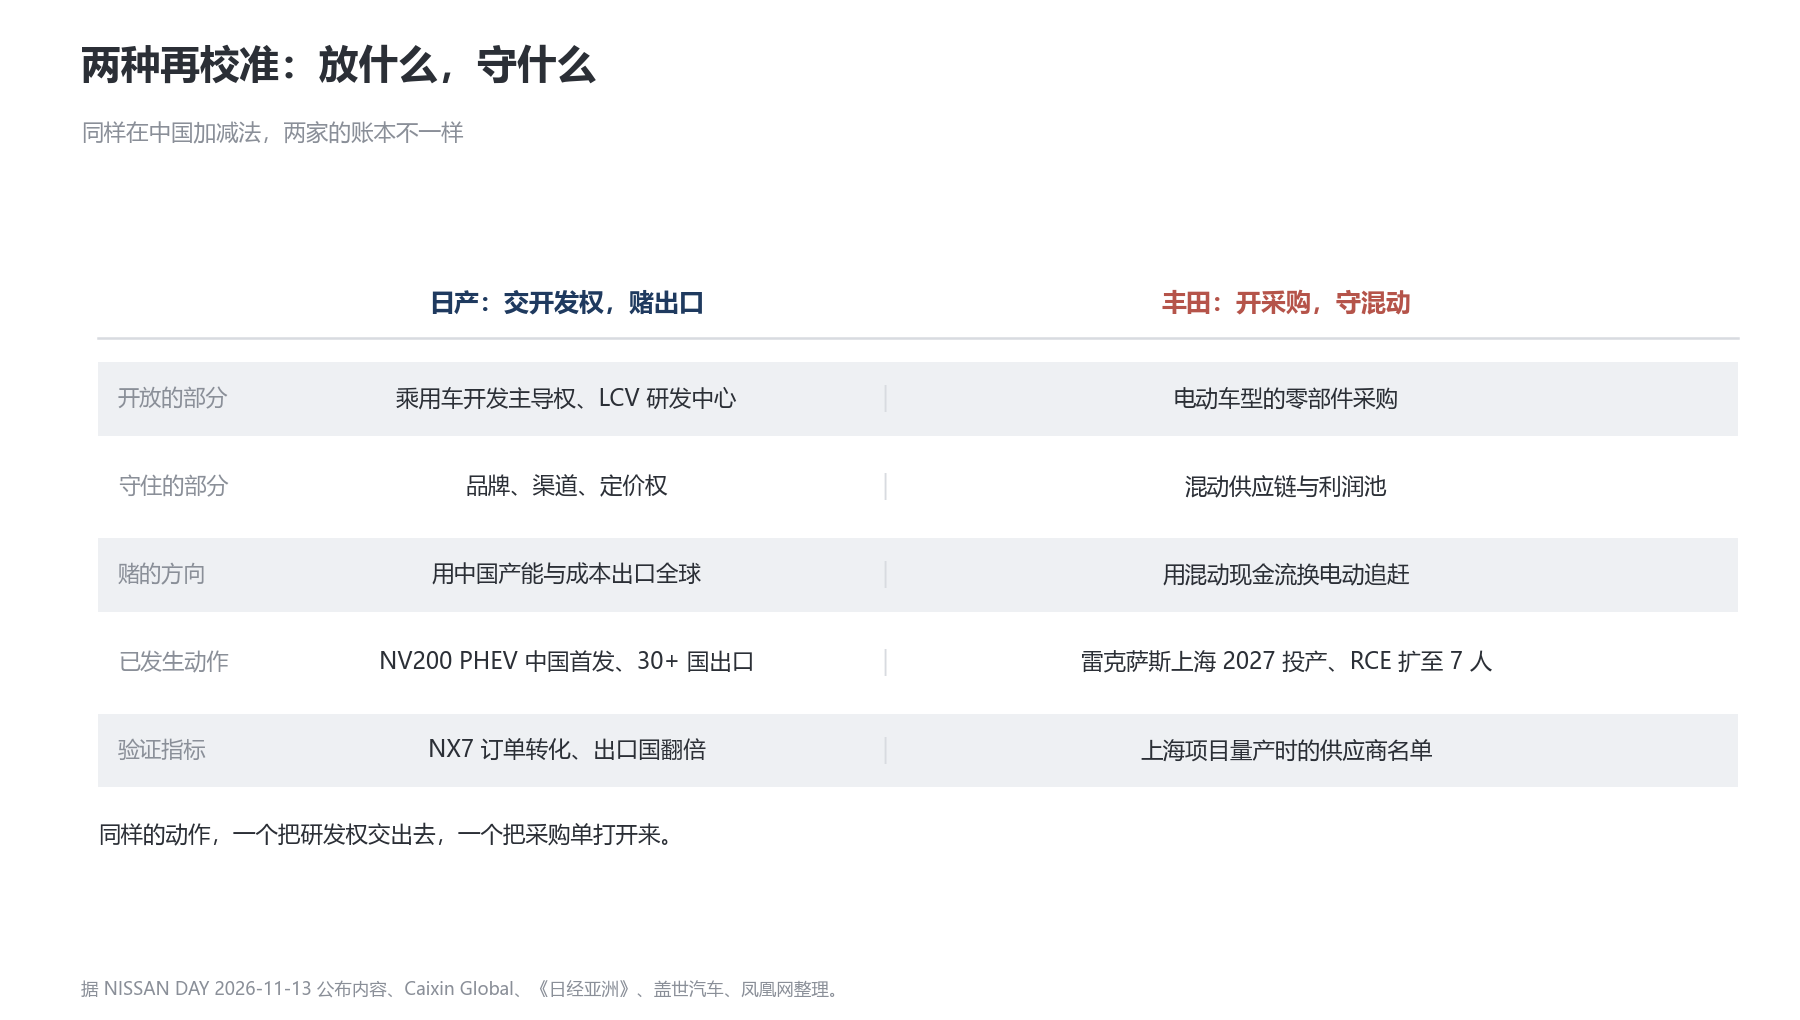 两种再校准：放什么，守什么
同样在中国加减法，两家的账本不一样
日产：交开发权，赌出口 丰田：开采购，守混动
开放的部分 乘用车开发主导权、LCV 研发中心 电动车型的零部件采购
守住的部分 品牌、渠道、定价权 混动供应链与利润池
赌的方向 用中国产能与成本出口全球 用混动现金流换电动追赶
已发生动作 NV200 PHEV 中国首发、30+ 国出口 雷克萨斯上海 2027 投产、RCE 扩至 7 人
验证指标 NX7 订单转化、出口国翻倍 上海项目量产时的供应商名单
同样的动作，一个把研发权交出去，一个把采购单打开来。
据 NISSAN DAY 2026-11-13 公布内容、Caixin Global、《日经亚洲》、盖世汽车、凤凰网整理。